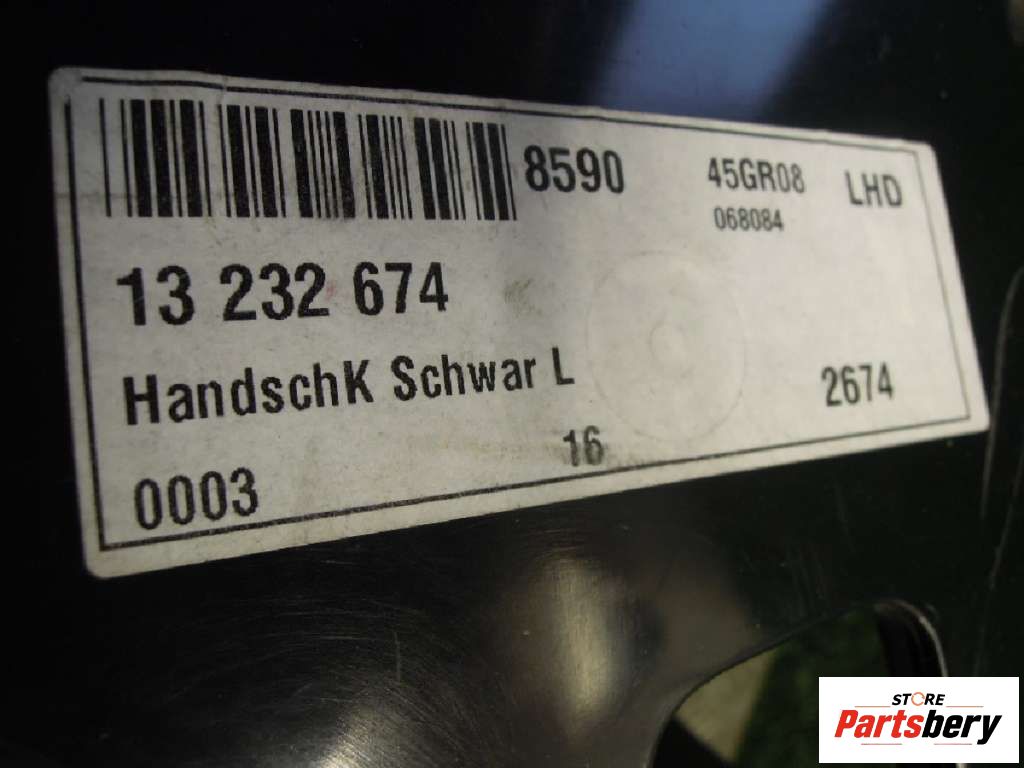 8590 45GR08 LHD
068084
13 232 674
HandschK Schwar L
2674
16
0003
STORE
Partsbery